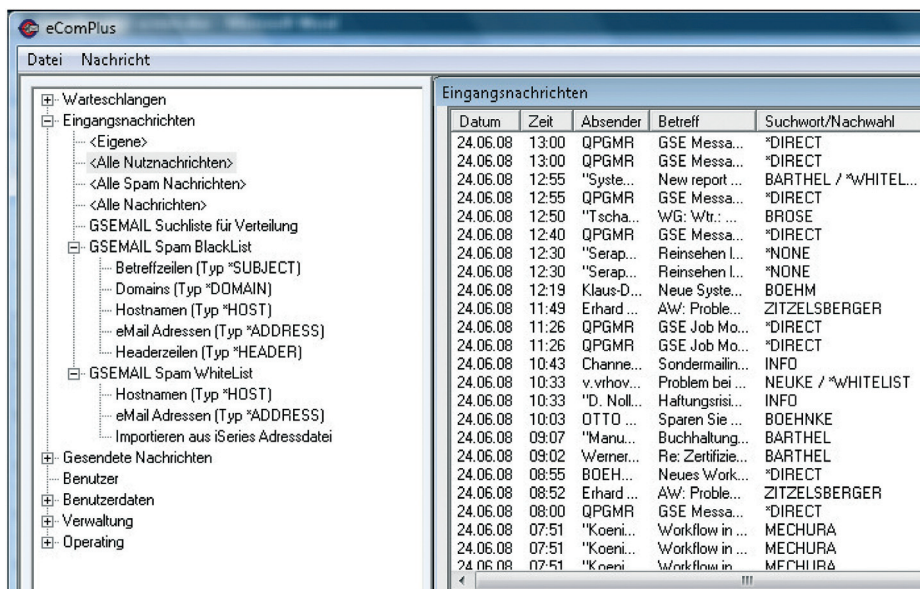 eComPlus
Datei Nachricht
Warteschlangen
Eingangsnachrichten
<Eigene>
<Alle Nutznachrichten>
<Alle Spam Nachrichten>
<Alle Nachrichten>
GSEMAIL Suchliste für Verteilung
GSEMAIL Spam BlackList
Betreffzeilen (Typ *SUBJECT)
Domains (Typ *DOMAIN)
Hostnamen (Typ *HOST)
eMail Adressen (Typ *ADDRESS)
Headerzeilen (Typ *HEADER)
GSEMAIL Spam WhiteList
Hostnamen (Typ *HOST)
eMail Adressen (Typ *ADDRESS)
Importieren aus iSeries Adressdatei
Gesendete Nachrichten
Benutzer
Benutzerdaten
Verwaltung
Operating
Eingangsnachrichten
Datum Zeit Absender Betreff Suchwort/Nachwahl
24.06.08 13:00 QPGMR GSE Messa... *DIRECT
24.06.08 13:00 QPGMR GSE Messa... *DIRECT
24.06.08 12:55 "Syste... New report ... BARTHEL / *WHITEL...
24.06.08 12:55 QPGMR GSE Messa... *DIRECT
24.06.08 12:50 "Tscha... WG: Wtr.: ... BROSE
24.06.08 12:40 QPGMR GSE Messa... *DIRECT
24.06.08 12:30 "Serap... Reinsehen l... *NONE
24.06.08 12:30 "Serap... Reinsehen l... *NONE
24.06.08 12:19 Klaus-D... Neue Syste... BOEHM
24.06.08 11:49 Erhard ... AW: Proble... ZITZELSBERGER
24.06.08 11:26 QPGMR GSE Job Mo... *DIRECT
24.06.08 11:26 QPGMR GSE Job Mo... *DIRECT
24.06.08 10:43 Channe... Sondermailin... INFO
24.06.08 10:33 v.vrhov... Problem bei ... NEUKE / *WHITELIST
24.06.08 10:33 "D. Noll... Haftungsrisi... INFO
24.06.08 10:03 OTTO ... Sparen Sie ... BOEHNKE
24.06.08 09:07 "Manu... Buchhaltung... BARTHEL
24.06.08 09:02 Werner... Re: Zertifizie... BARTHEL
24.06.08 08:55 BOEH... Neues Work... *DIRECT
24.06.08 08:52 Erhard ... AW: Proble... ZITZELSBERGER
24.06.08 08:00 QPGMR GSE Messa... *DIRECT
24.06.08 07:51 "Koeni... Workflow in ... MECHURA
24.06.08 07:51 "Koeni... Workflow in ... MECHURA
24.06.08 07:51 "Koeni... Workflow in ... MECHURA